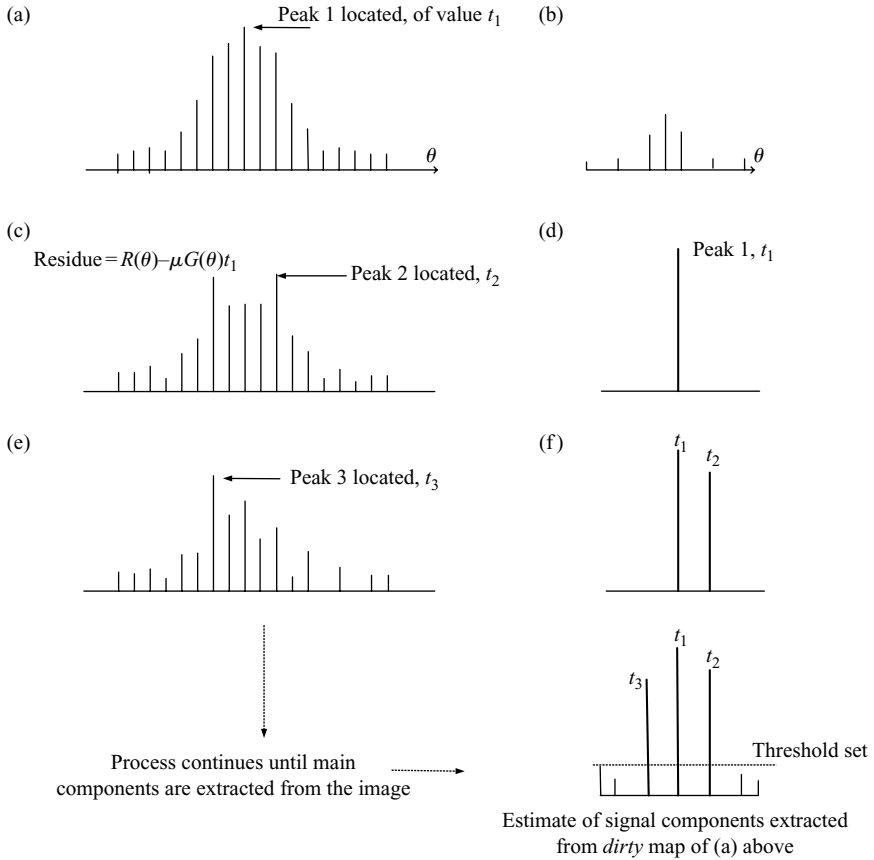 (a)
Peak 1 located, of value t₁
θ
(b)
θ
(c)
Residue = R(θ)–μG(θ)t₁
Peak 2 located, t₂
(d)
Peak 1, t₁
(e)
Peak 3 located, t₃
(f)
t₁
t₂
Process continues until main
components are extracted from the image
t₁
t₂
t₃
Threshold set
Estimate of signal components extracted
from dirty map of (a) above